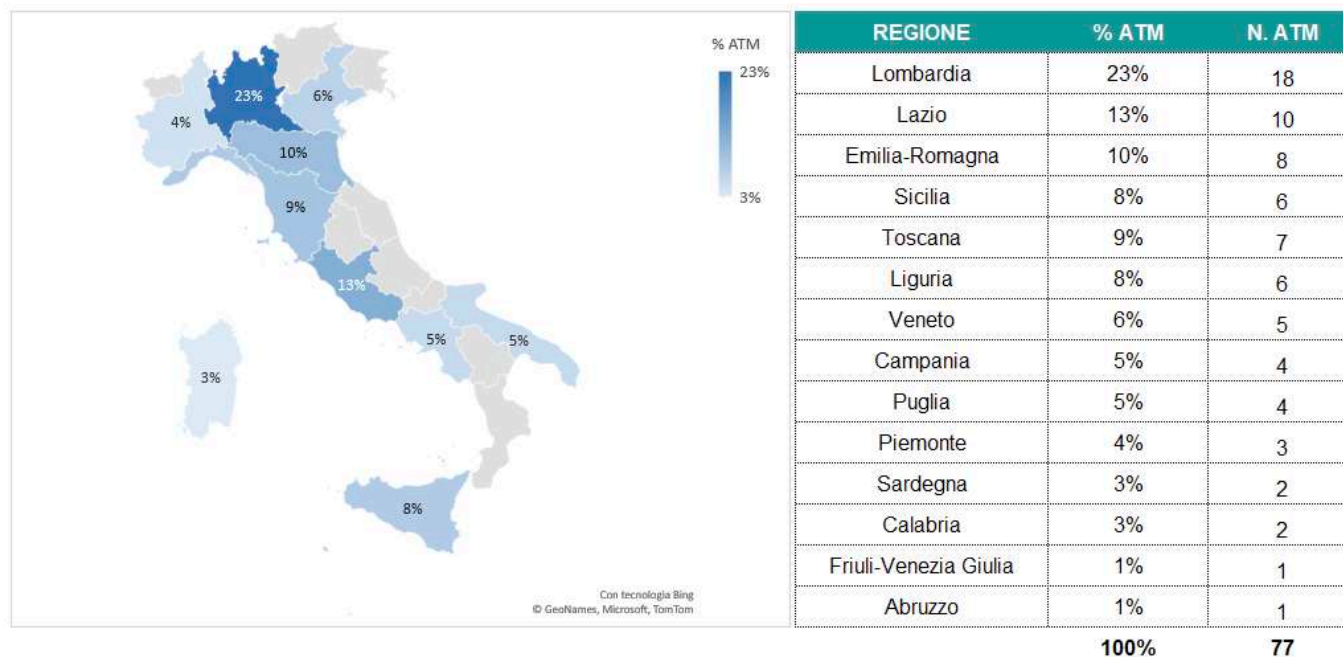 % ATM
23%
3%
23%
6%
4%
10%
9%
13%
5%
5%
3%
8%
Con tecnologia Bing
© GeoNames, Microsoft, TomTom
REGIONE % ATM N. ATM
Lombardia 23% 18
Lazio 13% 10
Emilia-Romagna 10% 8
Sicilia 8% 6
Toscana 9% 7
Liguria 8% 6
Veneto 6% 5
Campania 5% 4
Puglia 5% 4
Piemonte 4% 3
Sardegna 3% 2
Calabria 3% 2
Friuli-Venezia Giulia 1% 1
Abruzzo 1% 1
100% 77